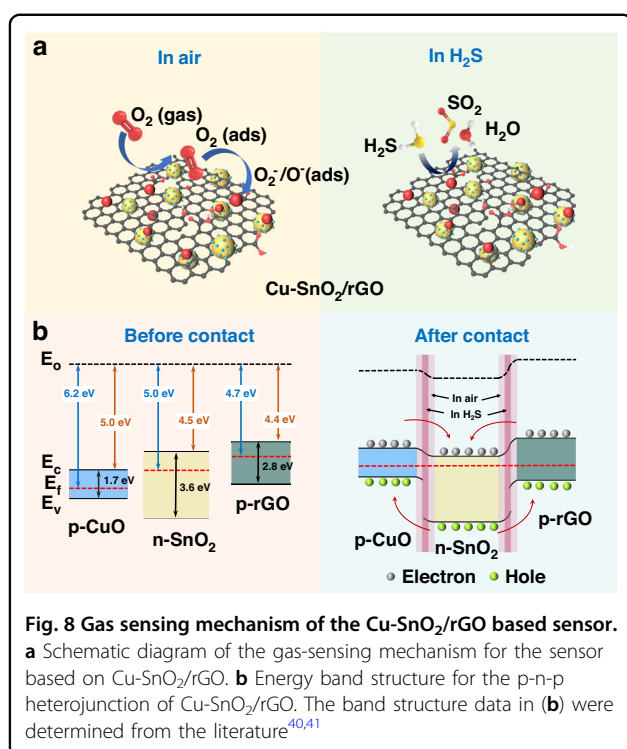 a
In air
In H₂S
O₂ (gas)
O₂ (ads)
O₂⁻/O⁻(ads)
SO₂
H₂S
H₂O
Cu-SnO₂/rGO
b
Before contact
After contact
Eₒ
6.2 eV
5.0 eV
5.0 eV
4.5 eV
4.7 eV
4.4 eV
E꜀
E_f
Eᵥ
1.7 eV
3.6 eV
2.8 eV
p-CuO
n-SnO₂
p-rGO
In air
In H₂S
p-CuO
n-SnO₂
p-rGO
Electron
Hole
Fig. 8 Gas sensing mechanism of the Cu-SnO₂/rGO based sensor.
a Schematic diagram of the gas-sensing mechanism for the sensor
based on Cu-SnO₂/rGO. b Energy band structure for the p-n-p
heterojunction of Cu-SnO₂/rGO. The band structure data in (b) were
determined from the literature⁴⁰,⁴¹